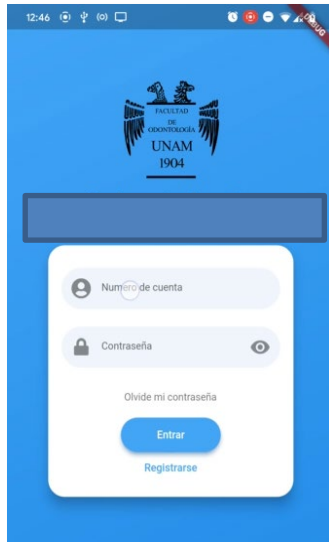 12:46
FACULTAD
DE
ODONTOLOGÍA
UNAM
1904
Numero de cuenta
Contraseña
Olvide mi contraseña
Entrar
Registrarse